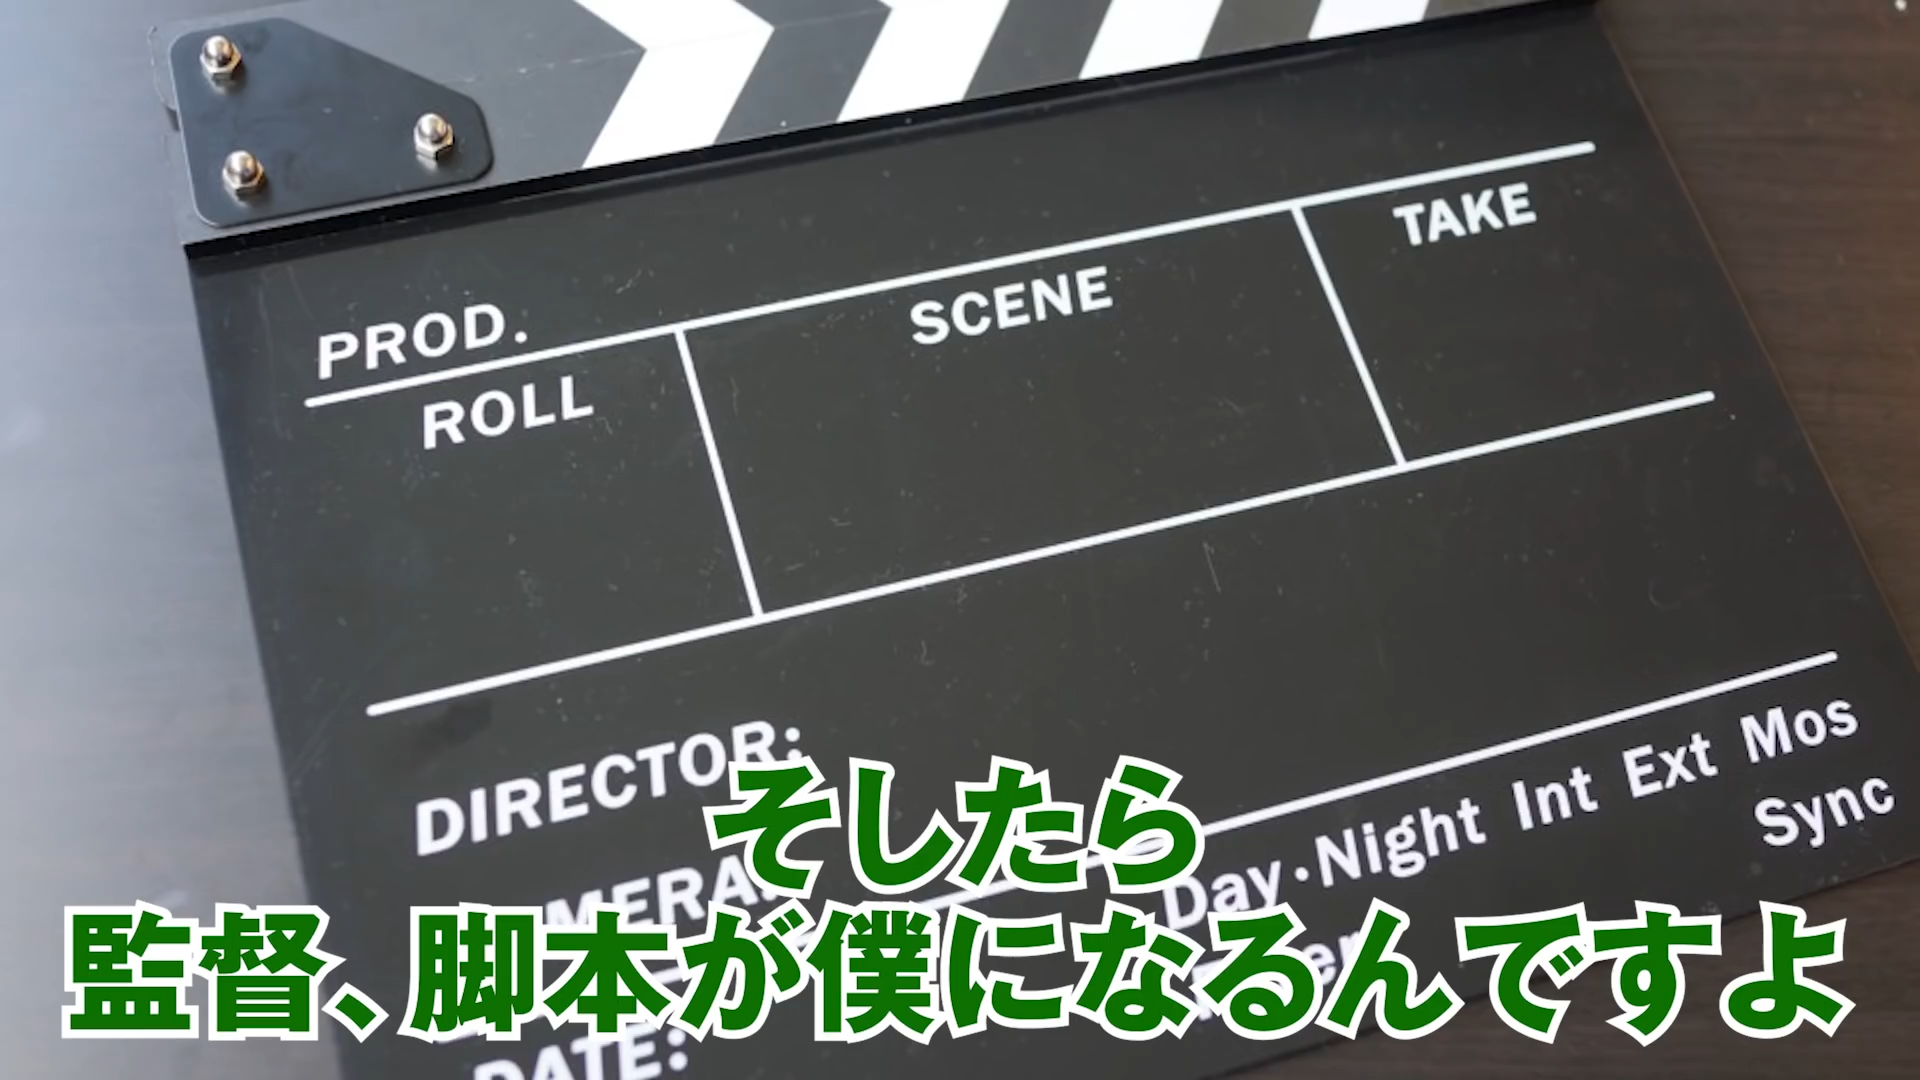 PROD.
ROLL
SCENE
TAKE
DIRECTOR:
Day・Night Int Ext Mos
Sync
DATE:
そしたら
監督、脚本が僕になるんですよ